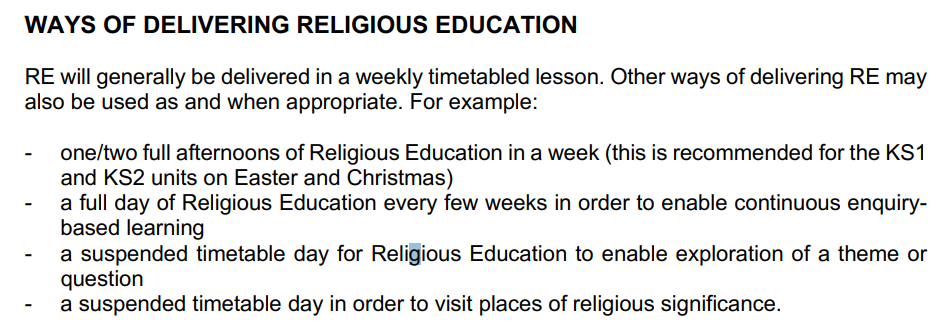 WAYS OF DELIVERING RELIGIOUS EDUCATION
RE will generally be delivered in a weekly timetabled lesson. Other ways of delivering RE may
also be used as and when appropriate. For example:
- one/two full afternoons of Religious Education in a week (this is recommended for the KS1
and KS2 units on Easter and Christmas)
- a full day of Religious Education every few weeks in order to enable continuous enquiry-
based learning
- a suspended timetable day for Religious Education to enable exploration of a theme or
question
- a suspended timetable day in order to visit places of religious significance.